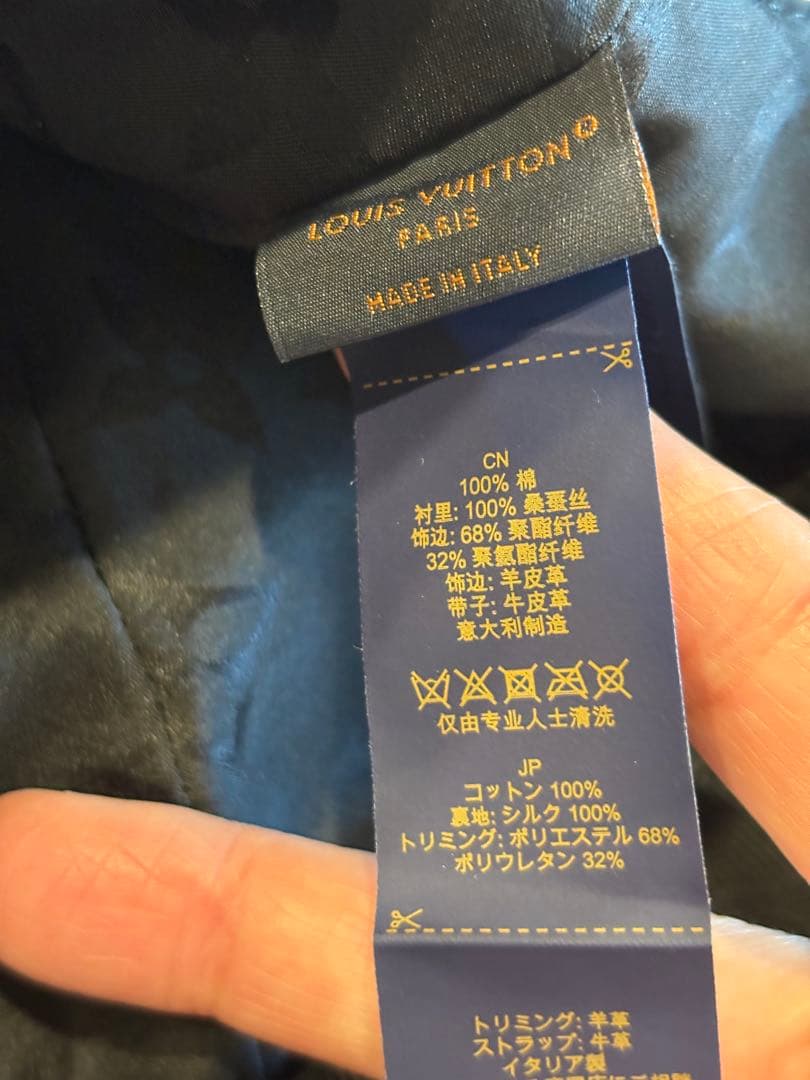 LOUIS VUITTON®
PARIS
MADE IN ITALY
CN
100% 棉
衬里: 100% 桑蚕丝
饰边: 68% 聚酯纤维
32% 聚氨酯纤维
饰边: 羊皮革
带子: 牛皮革
意大利制造
仅由专业人士清洗
JP
コットン 100%
裏地: シルク 100%
トリミング: ポリエステル 68%
ポリウレタン 32%
トリミング: 羊革
ストラップ: 牛革
イタリア製